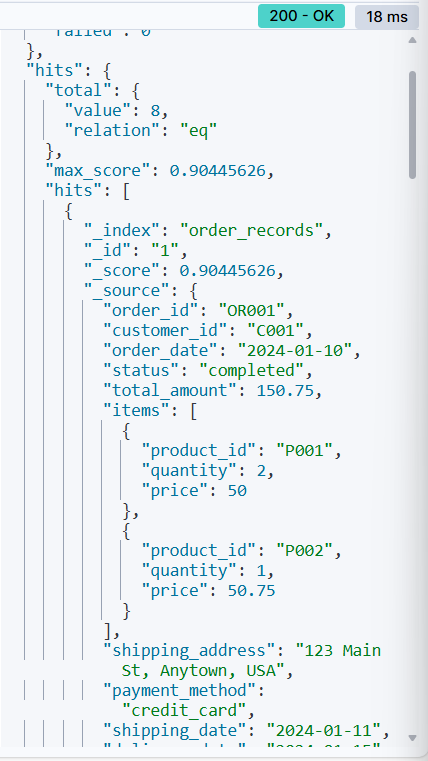 200 - OK 18 ms
"failed": 0
},
"hits": {
"total": {
"value": 8,
"relation": "eq"
},
"max_score": 0.90445626,
"hits": [
{
"_index": "order_records",
"_id": "1",
"_score": 0.90445626,
"_source": {
"order_id": "OR001",
"customer_id": "C001",
"order_date": "2024-01-10",
"status": "completed",
"total_amount": 150.75,
"items": [
{
"product_id": "P001",
"quantity": 2,
"price": 50
},
{
"product_id": "P002",
"quantity": 1,
"price": 50.75
}
],
"shipping_address": "123 Main
St, Anytown, USA",
"payment_method":
"credit_card",
"shipping_date": "2024-01-11",